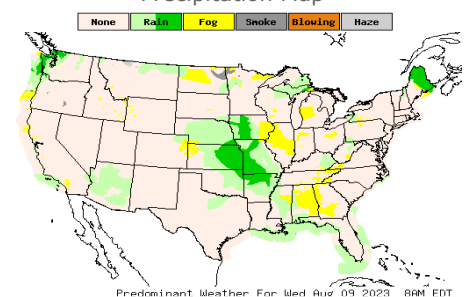 Precipitation Map
None Rain Fog Smoke Blowing Haze
Predominant Weather For Wed Aug 09 2023 8AM EDT